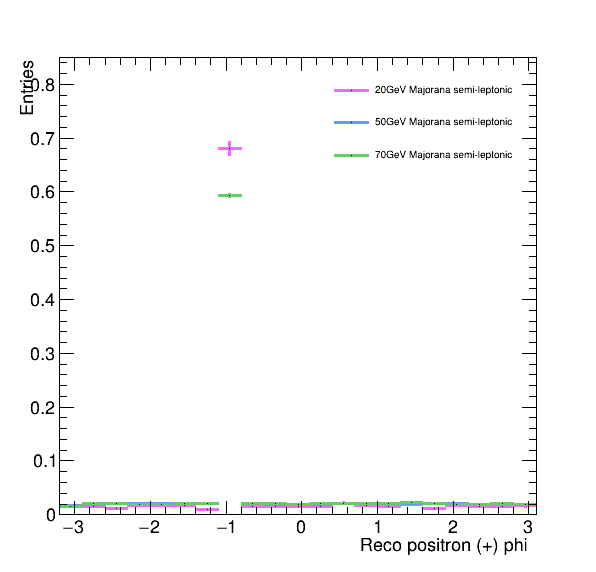 Entries
0.8
0.7
0.6
0.5
0.4
0.3
0.2
0.1
0
−3 −2 −1 0 1 2 3
Reco positron (+) phi
20GeV Majorana semi-leptonic
50GeV Majorana semi-leptonic
70GeV Majorana semi-leptonic